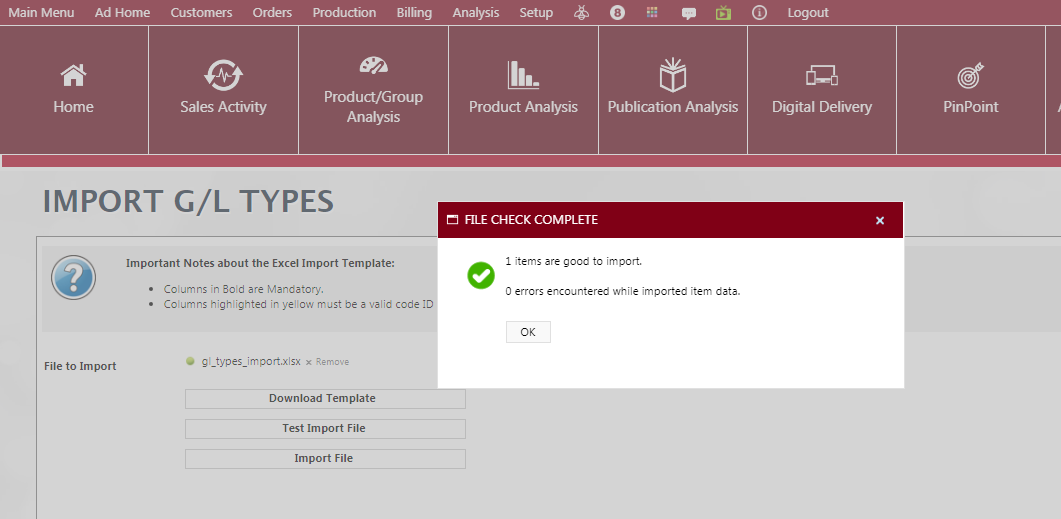 Main Menu Ad Home Customers Orders Production Billing Analysis Setup 8 Logout
Home
Sales Activity
Product/Group
Analysis
Product Analysis
Publication Analysis
Digital Delivery
PinPoint
IMPORT G/L TYPES
FILE CHECK COMPLETE
1 items are good to import.
0 errors encountered while imported item data.
OK
Important Notes about the Excel Import Template:
Columns in Bold are Mandatory.
Columns highlighted in yellow must be a valid code ID
File to Import
gl_types_import.xlsx × Remove
Download Template
Test Import File
Import File